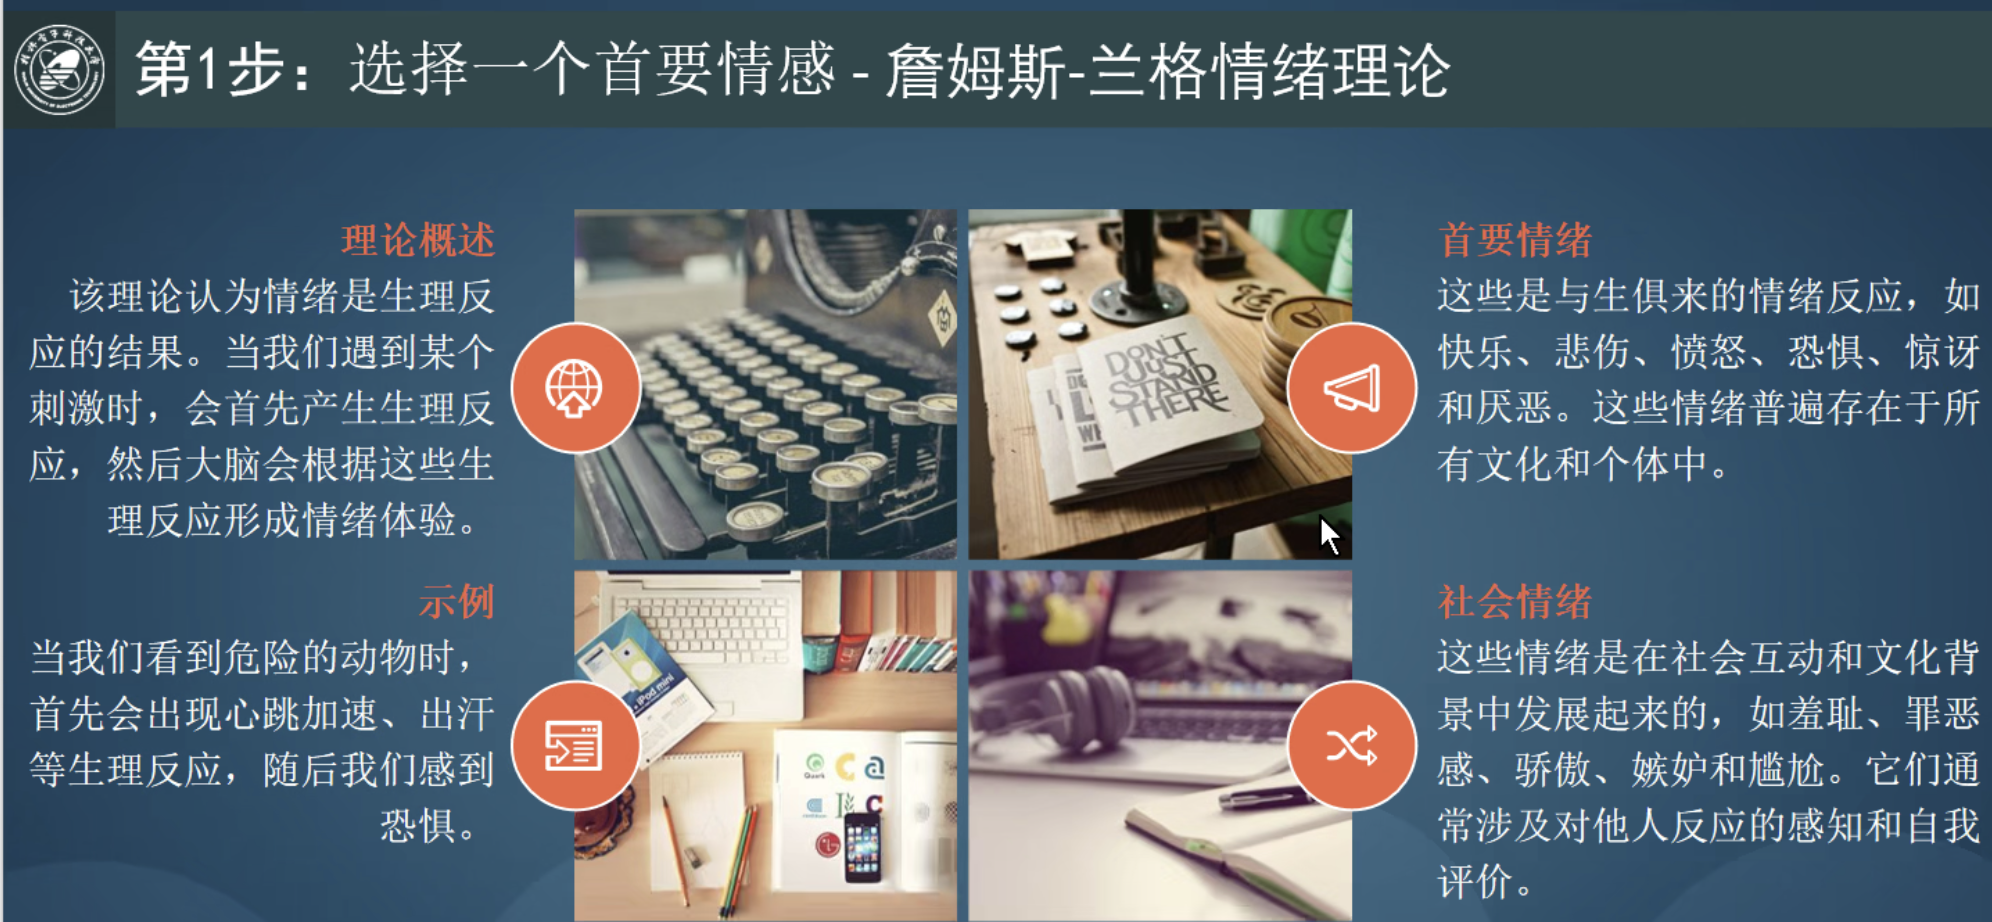 第1步：选择一个首要情感 - 詹姆斯-兰格情绪理论
理论概述
该理论认为情绪是生理反
应的结果。当我们遇到某个
刺激时，会首先产生生理反
应，然后大脑会根据这些生
理反应形成情绪体验。
示例
当我们看到危险的动物时，
首先会出现心跳加速、出汗
等生理反应，随后我们感到
恐惧。
DON'T
JUST
STAND
THERE
iPod mini
Quark
LG
首要情绪
这些是与生俱来的情绪反应，如
快乐、悲伤、愤怒、恐惧、惊讶
和厌恶。这些情绪普遍存在于所
有文化和个体中。
社会情绪
这些情绪是在社会互动和文化背
景中发展起来的，如羞耻、罪恶
感、骄傲、嫉妒和尴尬。它们通
常涉及对他人反应的感知和自我
评价。